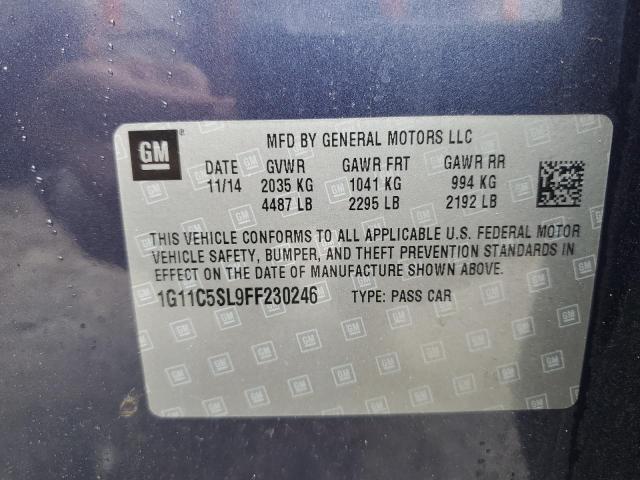 GM ® MFD BY GENERAL MOTORS LLC
DATE GVWR GAWR FRT GAWR RR
11/14 2035 KG 1041 KG 994 KG
4487 LB 2295 LB 2192 LB
THIS VEHICLE CONFORMS TO ALL APPLICABLE U.S. FEDERAL MOTOR
VEHICLE SAFETY, BUMPER, AND THEFT PREVENTION STANDARDS IN
EFFECT ON THE DATE OF MANUFACTURE SHOWN ABOVE.
1G11C5SL9FF230246 TYPE: PASS CAR